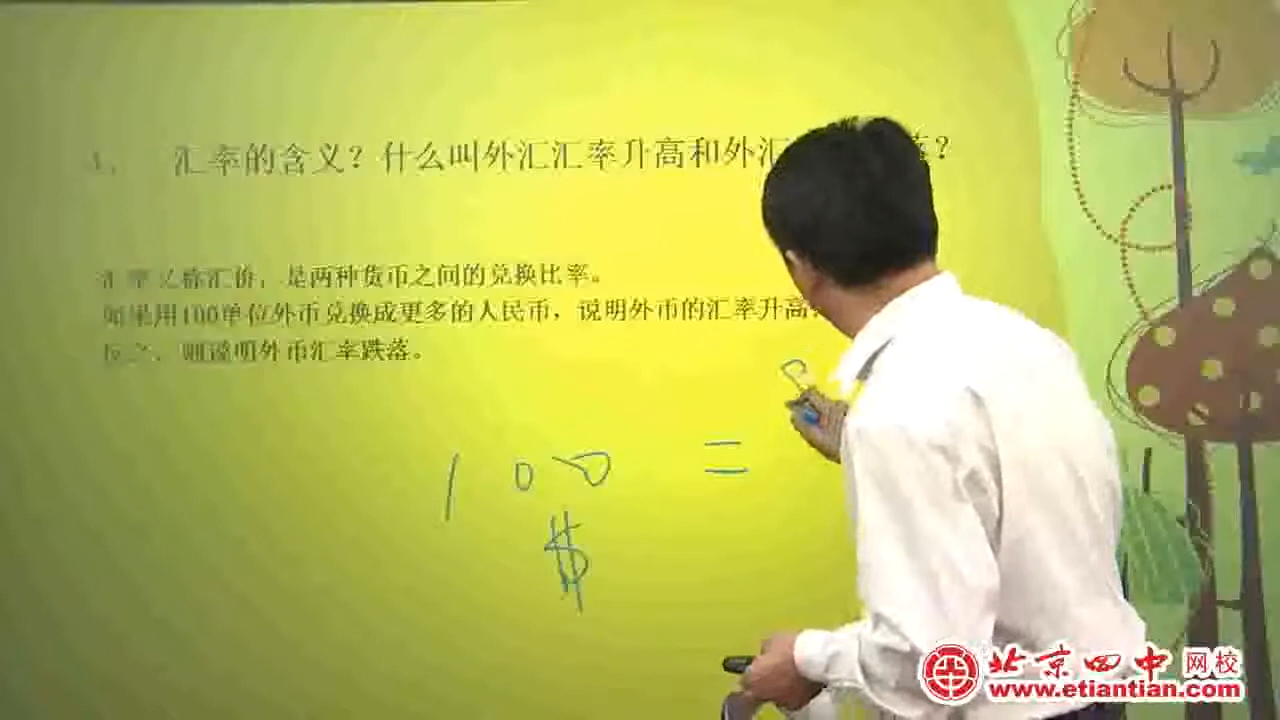 汇率的含义？什么叫外汇汇率升高和外汇
汇率又称汇价，是两种货币之间的兑换比率。
如果用100单位外币兑换成更多的人民币，说明外币的汇率升高
反之，则说明外币汇率跌落。
100 =
$
北京四中网校
www.etiantian.com